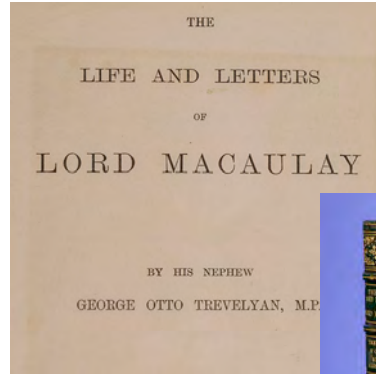 THE
LIFE AND LETTERS
OF
LORD MACAULAY
BY HIS NEPHEW
GEORGE OTTO TREVELYAN, M.P.